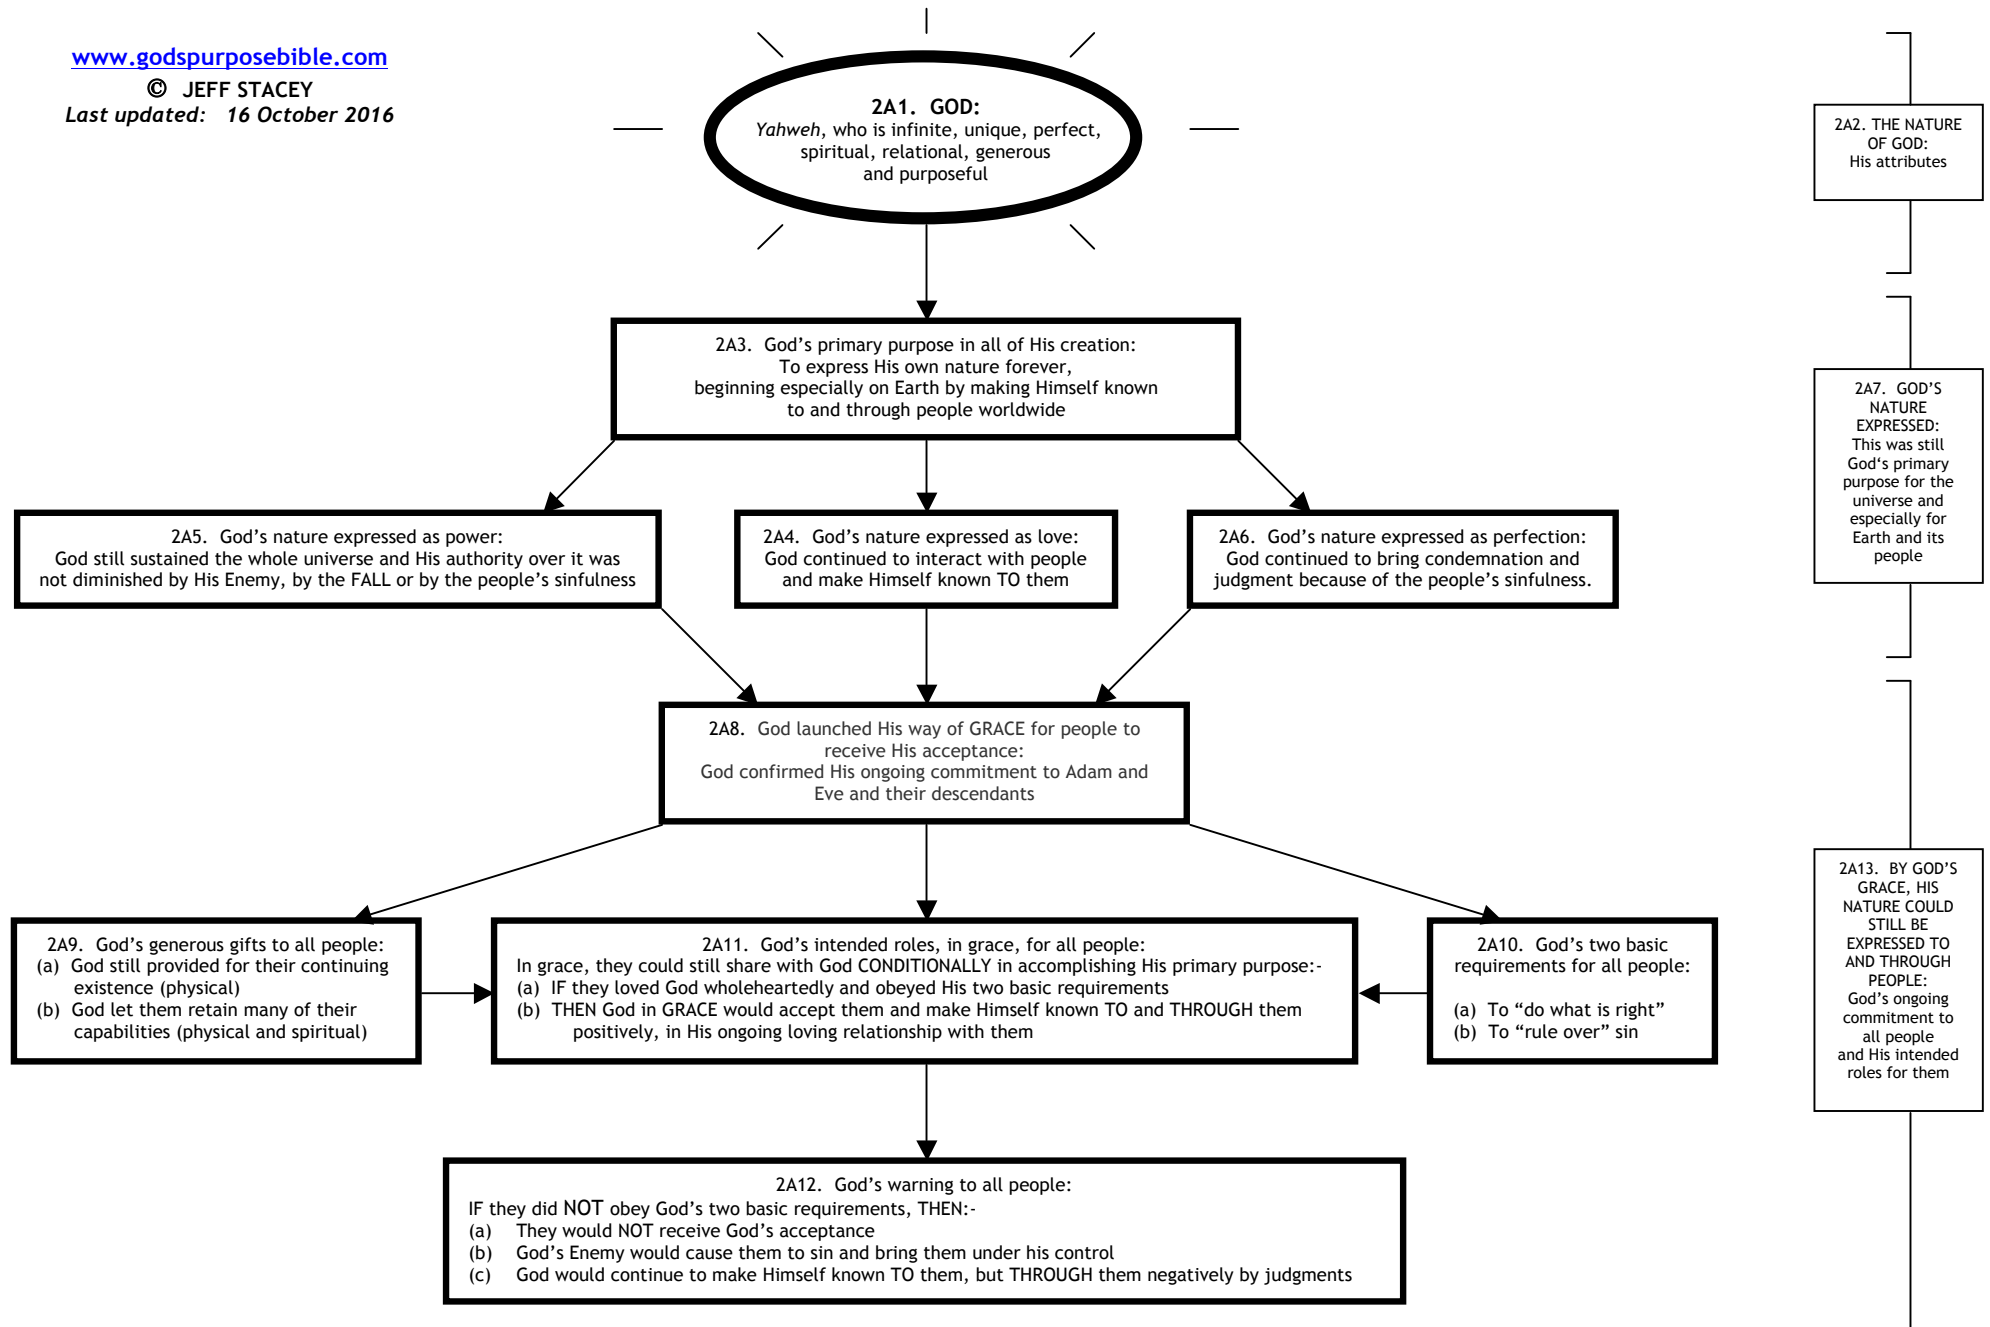 www.godspurposebible.com
© JEFF STACEY
Last updated: 16 October 2016
2A1. GOD:
Yahweh, who is infinite, unique, perfect,
spiritual, relational, generous
and purposeful
2A2. THE NATURE
OF GOD:
His attributes
2A3. God’s primary purpose in all of His creation:
To express His own nature forever,
beginning especially on Earth by making Himself known
to and through people worldwide
2A7. GOD’S
NATURE
EXPRESSED:
This was still
God‘s primary
purpose for the
universe and
especially for
Earth and its
people
2A5. God’s nature expressed as power:
God still sustained the whole universe and His authority over it was
not diminished by His Enemy, by the FALL or by the people’s sinfulness
2A4. God’s nature expressed as love:
God continued to interact with people
and make Himself known TO them
2A6. God’s nature expressed as perfection:
God continued to bring condemnation and
judgment because of the people’s sinfulness.
2A8. God launched His way of GRACE for people to
receive His acceptance:
God confirmed His ongoing commitment to Adam and
Eve and their descendants
2A9. God’s generous gifts to all people:
(a) God still provided for their continuing
existence (physical)
(b) God let them retain many of their
capabilities (physical and spiritual)
2A11. God’s intended roles, in grace, for all people:
In grace, they could still share with God CONDITIONALLY in accomplishing His primary purpose:-
(a) IF they loved God wholeheartedly and obeyed His two basic requirements
(b) THEN God in GRACE would accept them and make Himself known TO and THROUGH them
positively, in His ongoing loving relationship with them
2A10. God’s two basic
requirements for all people:
(a) To “do what is right”
(b) To “rule over” sin
2A13. BY GOD’S
GRACE, HIS
NATURE COULD
STILL BE
EXPRESSED TO
AND THROUGH
PEOPLE:
God’s ongoing
commitment to
all people
and His intended
roles for them
2A12. God’s warning to all people:
IF they did NOT obey God’s two basic requirements, THEN:-
(a) They would NOT receive God’s acceptance
(b) God’s Enemy would cause them to sin and bring them under his control
(c) God would continue to make Himself known TO them, but THROUGH them negatively by judgments